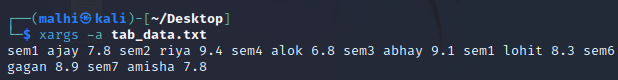 ┌──(malhi㉿kali)-[~/Desktop]
└─$ xargs -a tab_data.txt
sem1 ajay 7.8 sem2 riya 9.4 sem4 alok 6.8 sem3 abhay 9.1 sem1 lohit 8.3 sem6
gagan 8.9 sem7 amisha 7.8